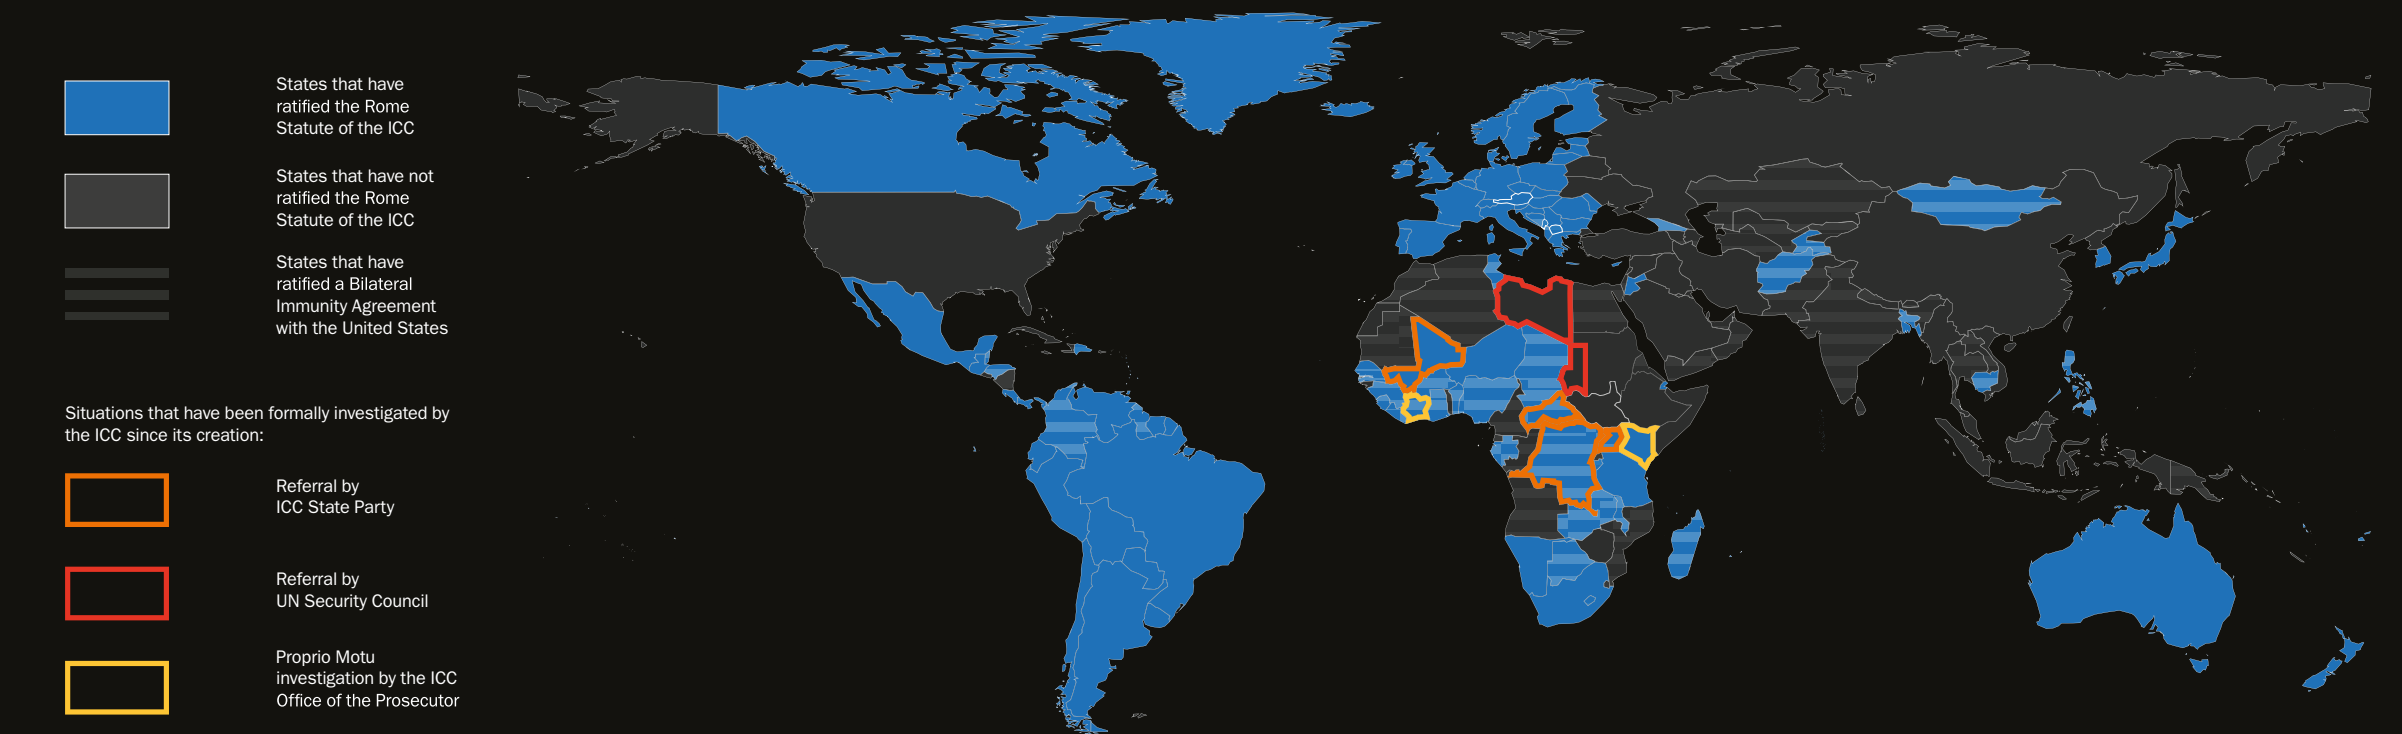 States that have
ratified the Rome
Statute of the ICC
States that have not
ratified the Rome
Statute of the ICC
States that have
ratified a Bilateral
Immunity Agreement
with the United States
Situations that have been formally investigated by
the ICC since its creation:
Referral by
ICC State Party
Referral by
UN Security Council
Proprio Motu
investigation by the ICC
Office of the Prosecutor